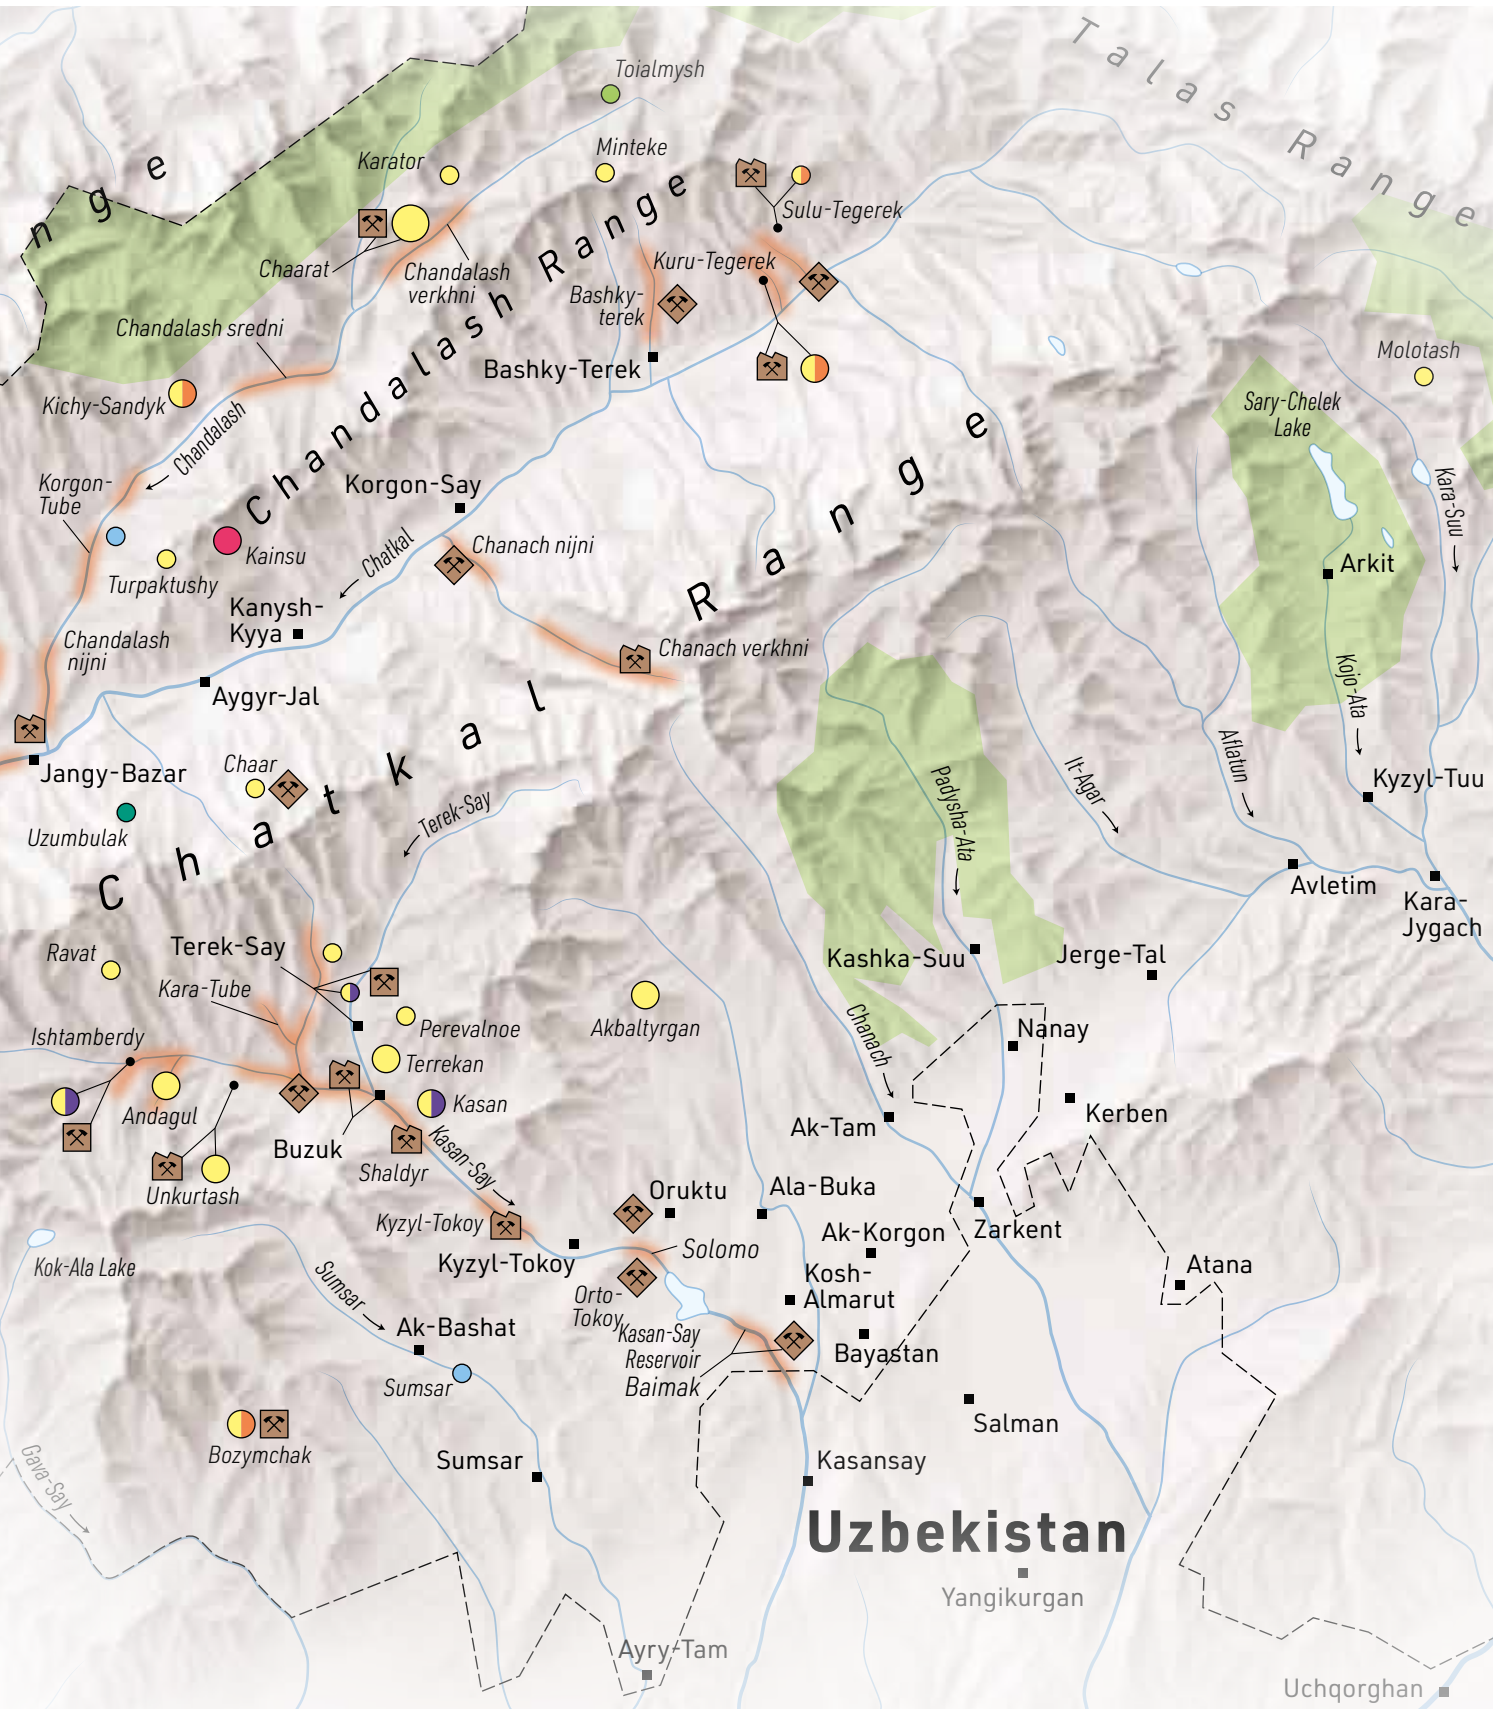 Talas Range
Toialmysh
Karator
Minteke
nge
Sulu-Tegerek
Chaarat
Chandalash
verkhni
Kuru-Tegerek
Bashky-
terek
Chandalash Range
Chandalash sredni
Bashky-Terek
Molotash
Kichy-Sandyk
Sary-Chelek
Lake
Chandalash
Korgon-
Tube
Korgon-Say
Kara-Suu
Kainsu
Turpaktushy
Chatkal
Chanach nijni
Arkit
Kanysh-
Kyya
Chandalash
nijni
Chanach verkhni
Aygyr-Jal
Kojo-Ata
Chatkal Range
Jangy-Bazar
Chaar
Uzumbulak
Terek-Say
Padysha-Ata
It-Agar
Aflatun
Kyzyl-Tuu
Avletim
Kara-
Jygach
Ravat
Terek-Say
Kara-Tube
Kashka-Suu
Jerge-Tal
Ishtamberdy
Perevalnoe
Akbaltyrgan
Terrekan
Chanach
Nanay
Andagul
Kasan
Kerben
Buzuk
Kasan-Say
Ak-Tam
Shaldyr
Unkurtash
Oruktu
Ala-Buka
Kyzyl-Tokoy
Ak-Korgon
Zarkent
Kok-Ala Lake
Kyzyl-Tokoy
Solomo
Atana
Sumsar
Orto-
Tokoy
Kosh-
Almarut
Ak-Bashat
Kasan-Say
Reservoir
Bayastan
Sumsar
Baimak
Salman
Bozymchak
Gava-Say
Sumsar
Kasansay
Uzbekistan
Yangikurgan
Ayry-Tam
Uchqorghan